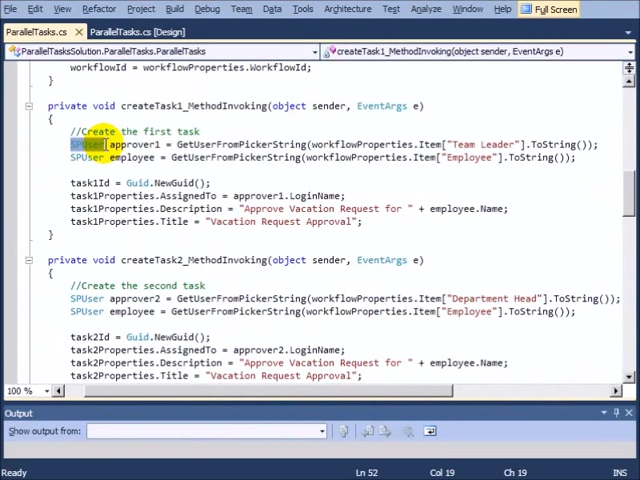 File Edit View Refactor Project Build Debug Team Data Tools Architecture Test Analyze Window Help Full Screen
ParallelTasks.cs ParallelTasks.cs [Design]
ParallelTasksSolution.ParallelTasks.ParallelTasks createTask1_MethodInvoking(object sender, EventArgs e)
workflowId = workflowProperties.WorkflowId;
}
private void createTask1_MethodInvoking(object sender, EventArgs e)
{
//Create the first task
SPUser approver1 = GetUserFromPickerString(workflowProperties.Item["Team Leader"].ToString());
SPUser employee = GetUserFromPickerString(workflowProperties.Item["Employee"].ToString());
task1Id = Guid.NewGuid();
task1Properties.AssignedTo = approver1.LoginName;
task1Properties.Description = "Approve Vacation Request for " + employee.Name;
task1Properties.Title = "Vacation Request Approval";
}
private void createTask2_MethodInvoking(object sender, EventArgs e)
{
//Create the second task
SPUser approver2 = GetUserFromPickerString(workflowProperties.Item["Department Head"].ToString());
SPUser employee = GetUserFromPickerString(workflowProperties.Item["Employee"].ToString());
task2Id = Guid.NewGuid();
task2Properties.AssignedTo = approver2.LoginName;
task2Properties.Description = "Approve Vacation Request for " + employee.Name;
task2Properties.Title = "Vacation Request Approval";
100 %
Output
Show output from:
Ready Ln 52 Col 19 Ch 19 INS